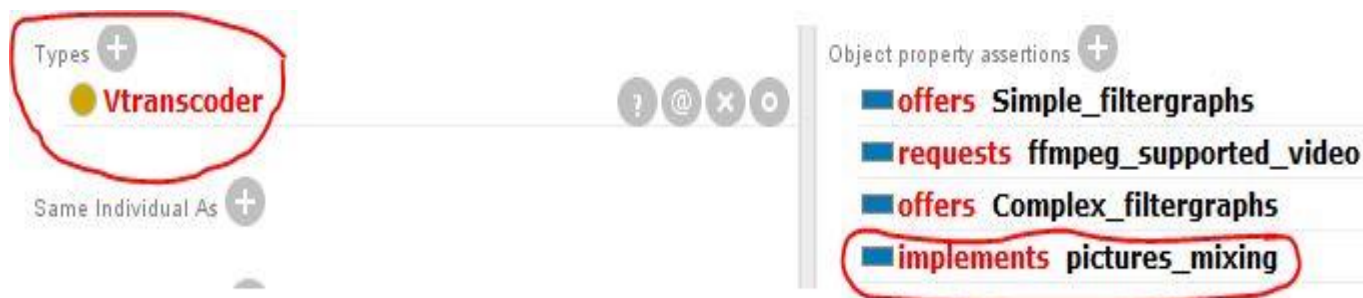 Types
Vtranscoder
? @
Same Individual As
Object property assertions
offers Simple_filtergraphs
requests ffmpeg_supported_video
offers Complex_filtergraphs
implements pictures_mixing